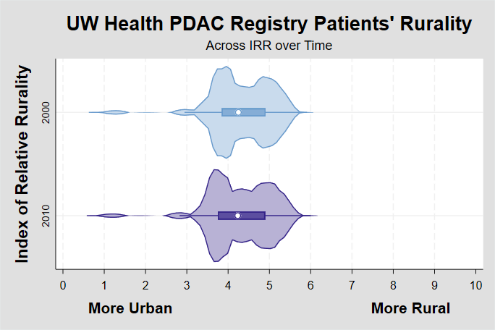 UW Health PDAC Registry Patients' Rurality
Across IRR over Time
Index of Relative Rurality
2000
2010
0 1 2 3 4 5 6 7 8 9 10
More Urban More Rural